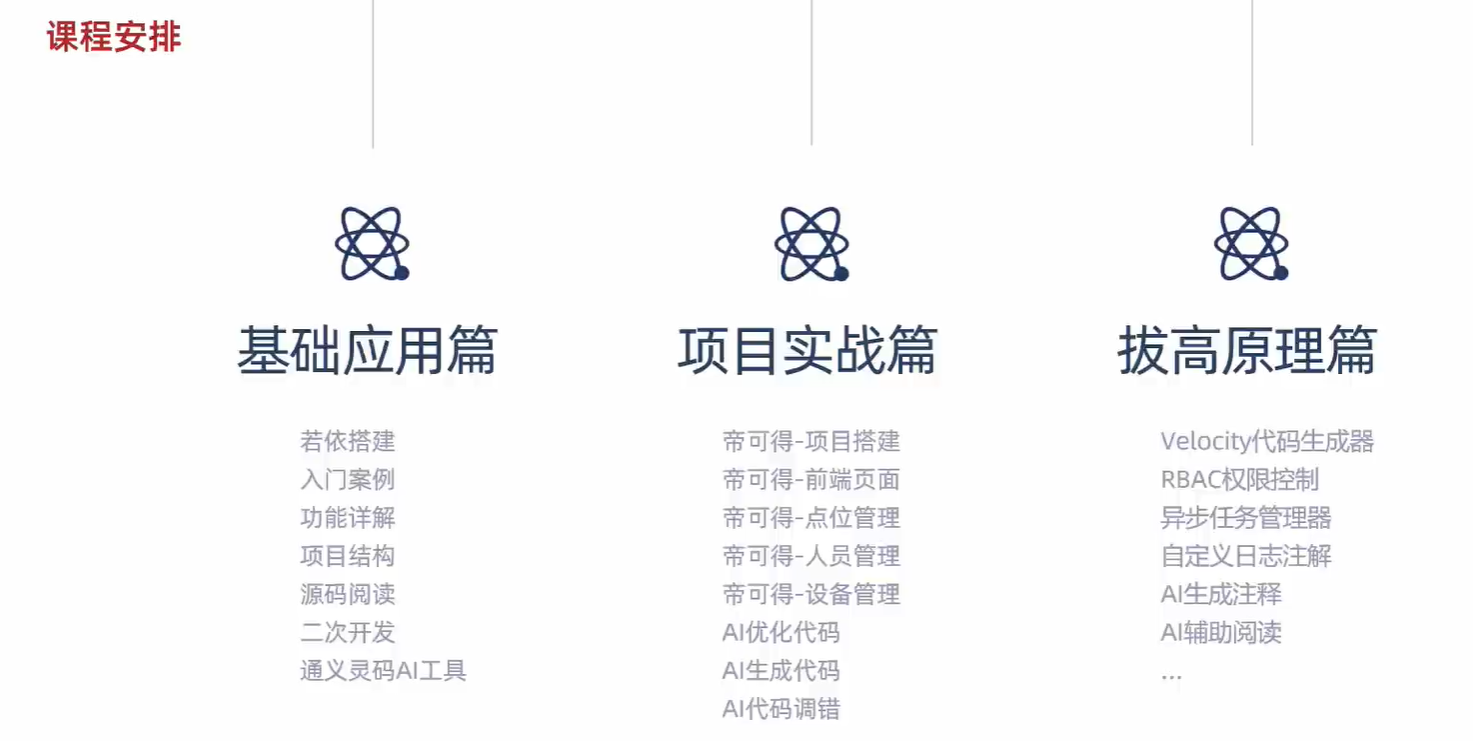 课程安排
基础应用篇
若依搭建
入门案例
功能详解
项目结构
源码阅读
二次开发
通义灵码AI工具
项目实战篇
帝可得-项目搭建
帝可得-前端页面
帝可得-点位管理
帝可得-人员管理
帝可得-设备管理
AI优化代码
AI生成代码
AI代码调错
拔高原理篇
Velocity代码生成器
RBAC权限控制
异步任务管理器
自定义日志注解
AI生成注释
AI辅助阅读
...